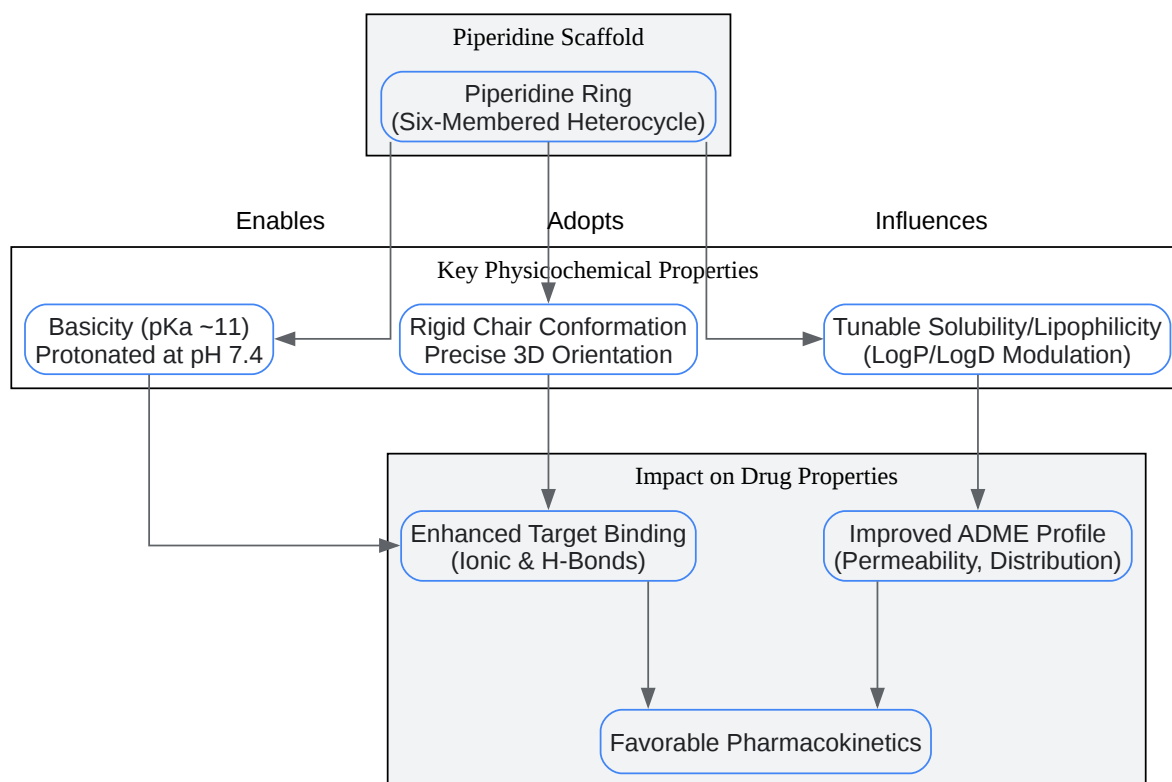 Piperidine Scaffold
Piperidine Ring
(Six-Membered Heterocycle)
Enables
Adopts
Influences
Key Physicochemical Properties
Basicity (pKa ~11)
Protonated at pH 7.4
Rigid Chair Conformation
Precise 3D Orientation
Tunable Solubility/Lipophilicity
(LogP/LogD Modulation)
Impact on Drug Properties
Enhanced Target Binding
(Ionic & H-Bonds)
Improved ADME Profile
(Permeability, Distribution)
Favorable Pharmacokinetics